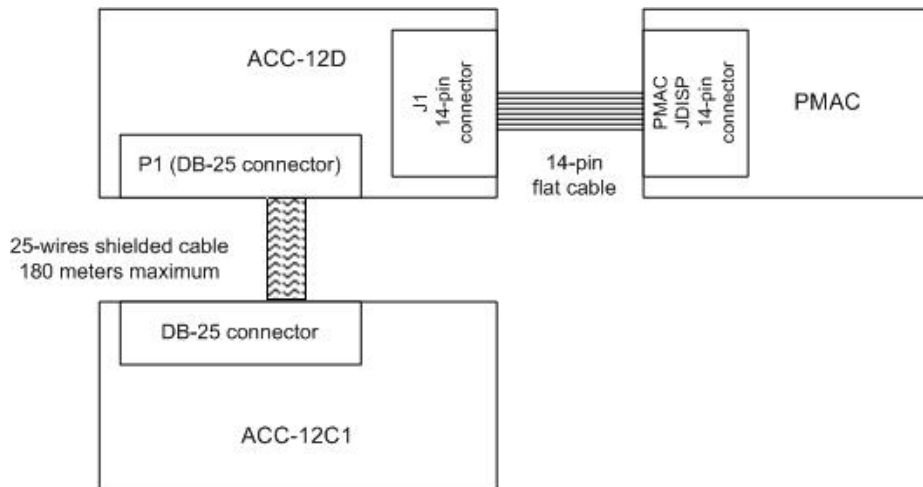 ACC-12D
J1
14-pin
connector
PMAC
JDISP
14-pin
connector
PMAC
P1 (DB-25 connector)
14-pin
flat cable
25-wires shielded cable
180 meters maximum
DB-25 connector
ACC-12C1